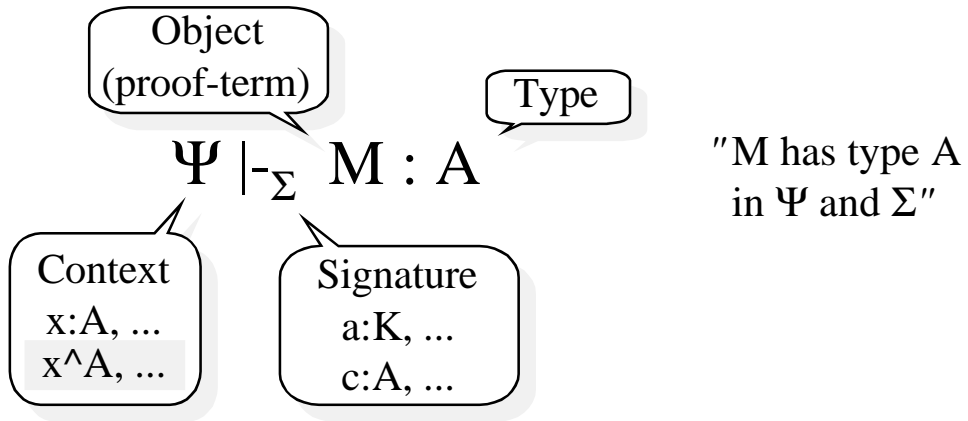 Object
(proof-term)
Type
Ψ |-Σ M : A
"M has type A
in Ψ and Σ"
Context
x:A, ...
x^A, ...
Signature
a:K, ...
c:A, ...